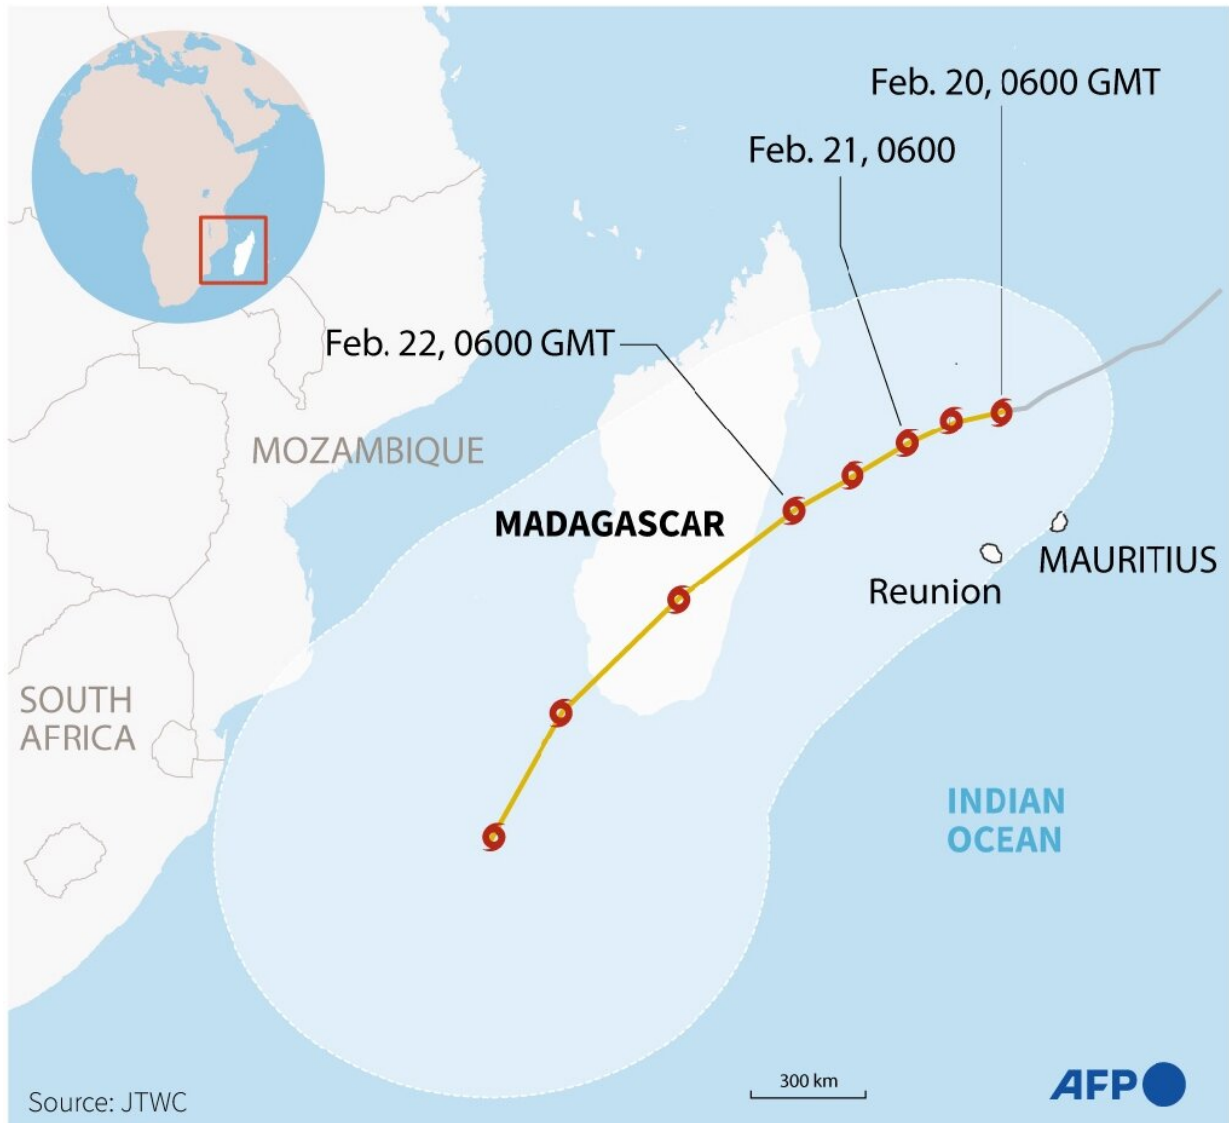 Feb. 20, 0600 GMT
Feb. 21, 0600
Feb. 22, 0600 GMT
MOZAMBIQUE
MADAGASCAR
MAURITIUS
Reunion
SOUTH
AFRICA
INDIAN
OCEAN
300 km
AFP
Source: JTWC